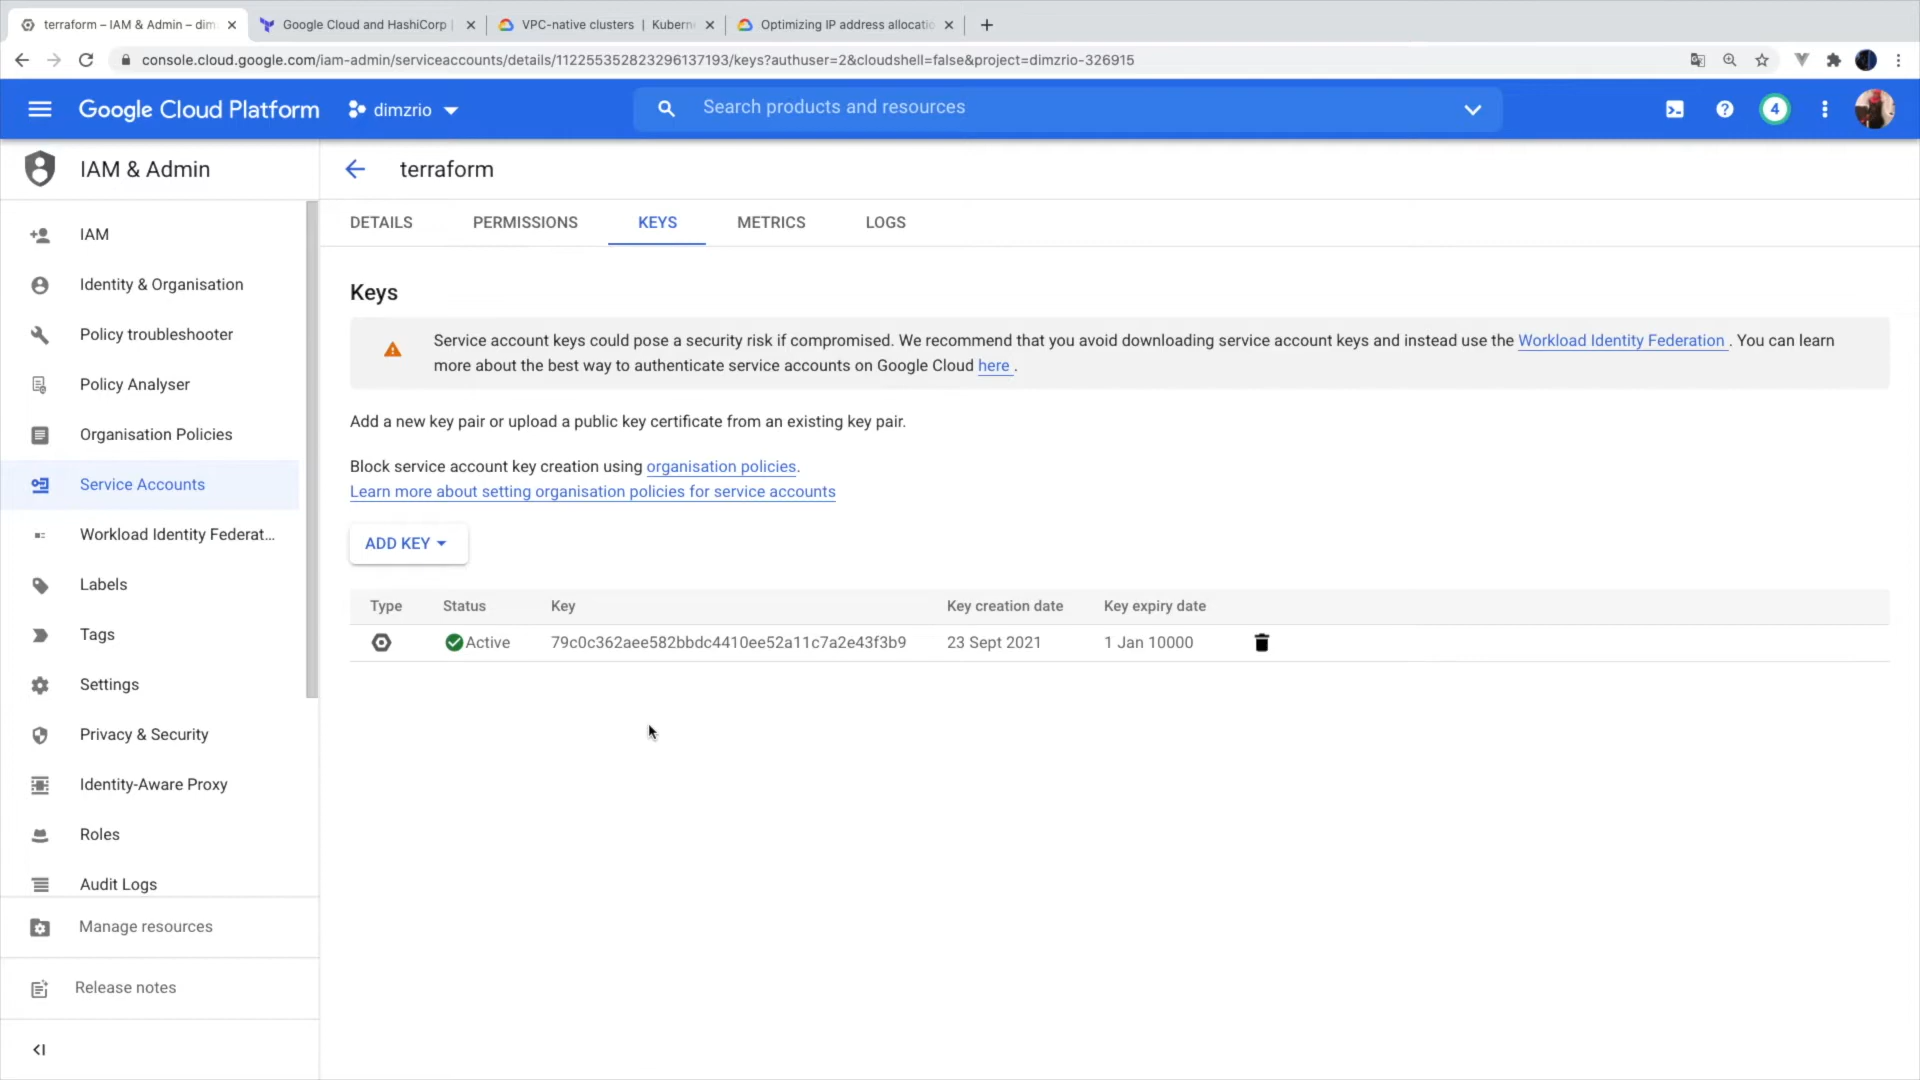 terraform – IAM & Admin – dim
Google Cloud and HashiCorp |
VPC-native clusters | Kubern
Optimizing IP address allocatio
console.cloud.google.com/iam-admin/serviceaccounts/details/112255352823296137193/keys?authuser=2&cloudshell=false&project=dimzrio-326915
Google Cloud Platform
dimzrio
Search products and resources
4
IAM & Admin
terraform
DETAILS
PERMISSIONS
KEYS
METRICS
LOGS
IAM
Identity & Organisation
Policy troubleshooter
Policy Analyser
Organisation Policies
Service Accounts
Workload Identity Federat...
Labels
Tags
Settings
Privacy & Security
Identity-Aware Proxy
Roles
Audit Logs
Manage resources
Release notes
Keys
Service account keys could pose a security risk if compromised. We recommend that you avoid downloading service account keys and instead use the Workload Identity Federation . You can learn
more about the best way to authenticate service accounts on Google Cloud here .
Add a new key pair or upload a public key certificate from an existing key pair.
Block service account key creation using organisation policies.
Learn more about setting organisation policies for service accounts
ADD KEY
Type Status Key Key creation date Key expiry date
Active 79c0c362aee582bbdc4410ee52a11c7a2e43f3b9 23 Sept 2021 1 Jan 10000